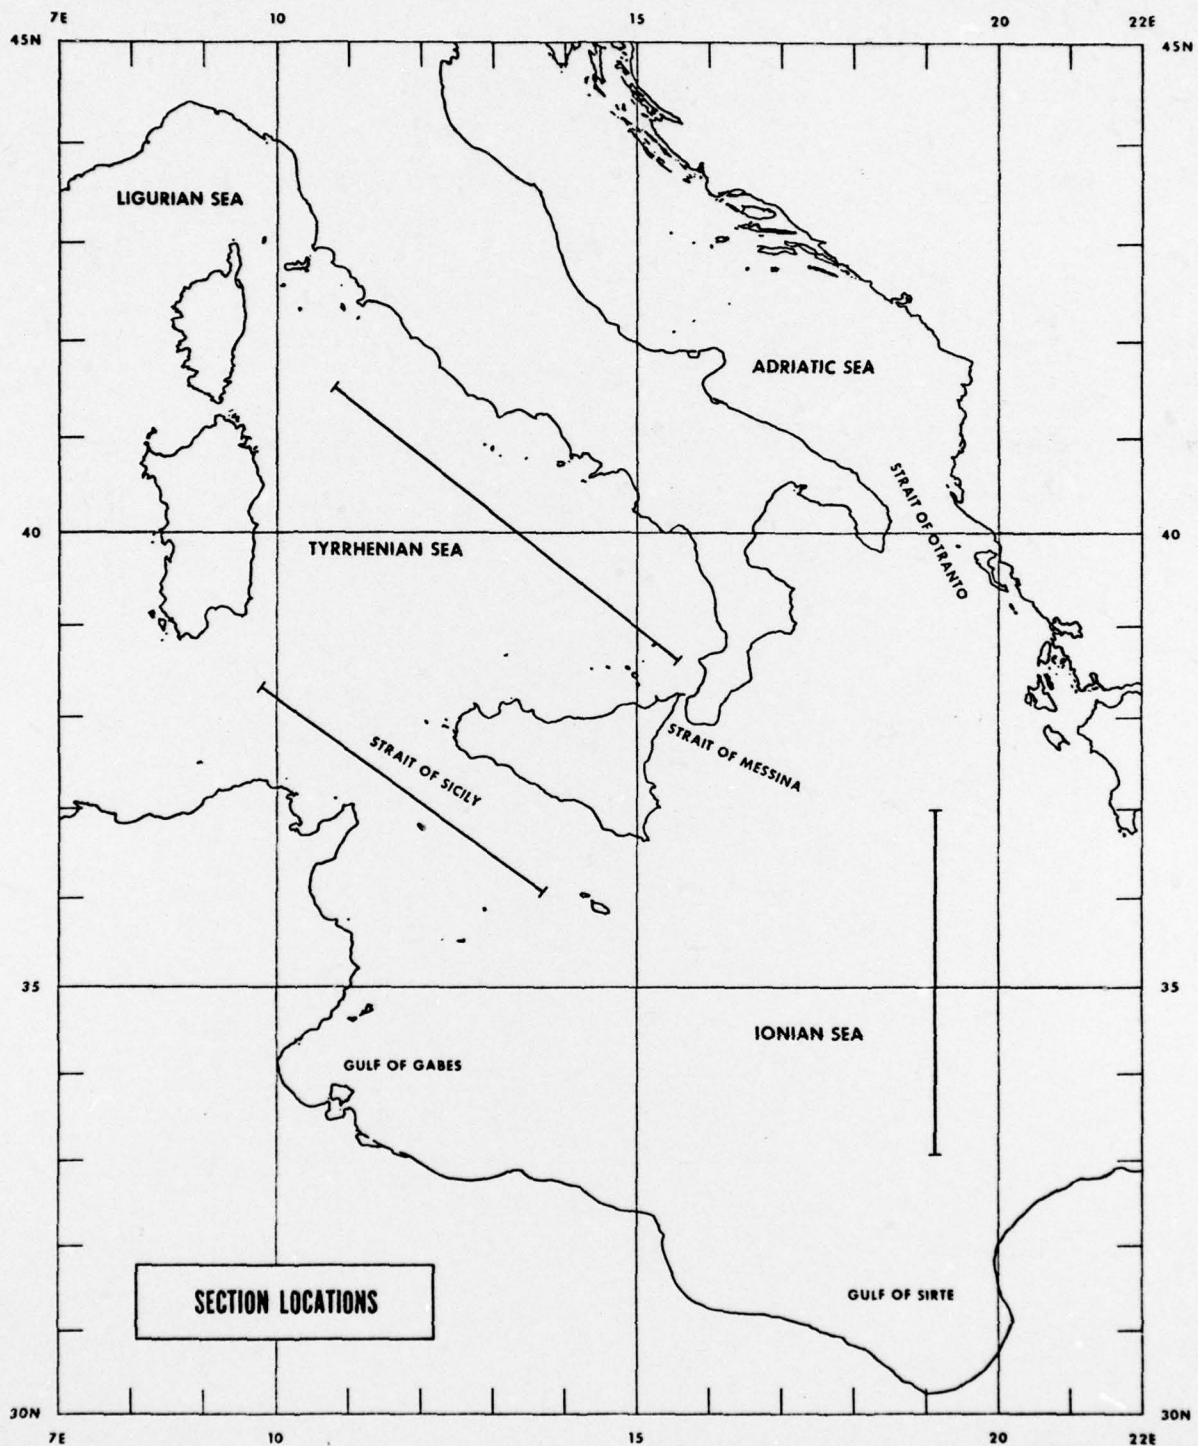 7E 10 15 20 22E
45N 45N
LIGURIAN SEA
ADRIATIC SEA
STRAIT OF OTRANTO
40 40
TYRRHENIAN SEA
STRAIT OF SICILY
STRAIT OF MESSINA
35 35
IONIAN SEA
GULF OF GABES
SECTION LOCATIONS
GULF OF SIRTE
30N 30N
7E 10 15 20 22E